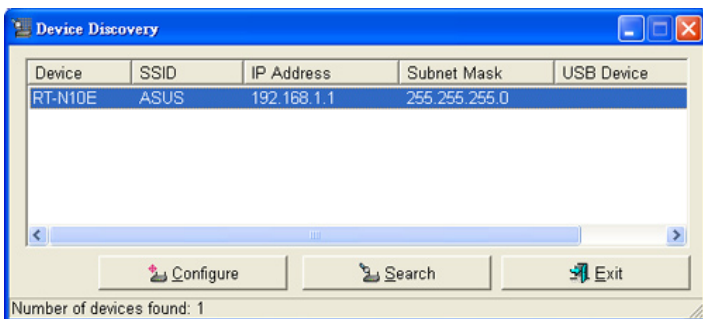 Device Discovery
Device SSID IP Address Subnet Mask USB Device
RT-N10E ASUS 192.168.1.1 255.255.255.0
Configure Search Exit
Number of devices found: 1